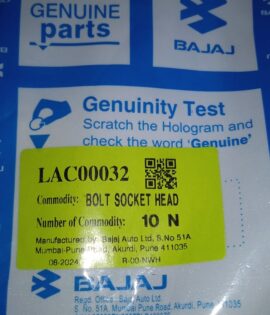 GENUINE
parts
BAJAJ
Genuinity Test
Scratch the Hologram and
check the word 'Genuine'
LAC00032
Commodity: BOLT SOCKET HEAD
Number of Commodity: 10 N
Manufactured by: Bajaj Auto Ltd, S.No 51A
Mumbai-Pune Road, Akurdi, Pune 411035
06-2024 R-00-NWH
BAJAJ
Regd. Office: Bajaj Auto Ltd,
Mumbai-Pune Road, Akurdi, Pune 411035